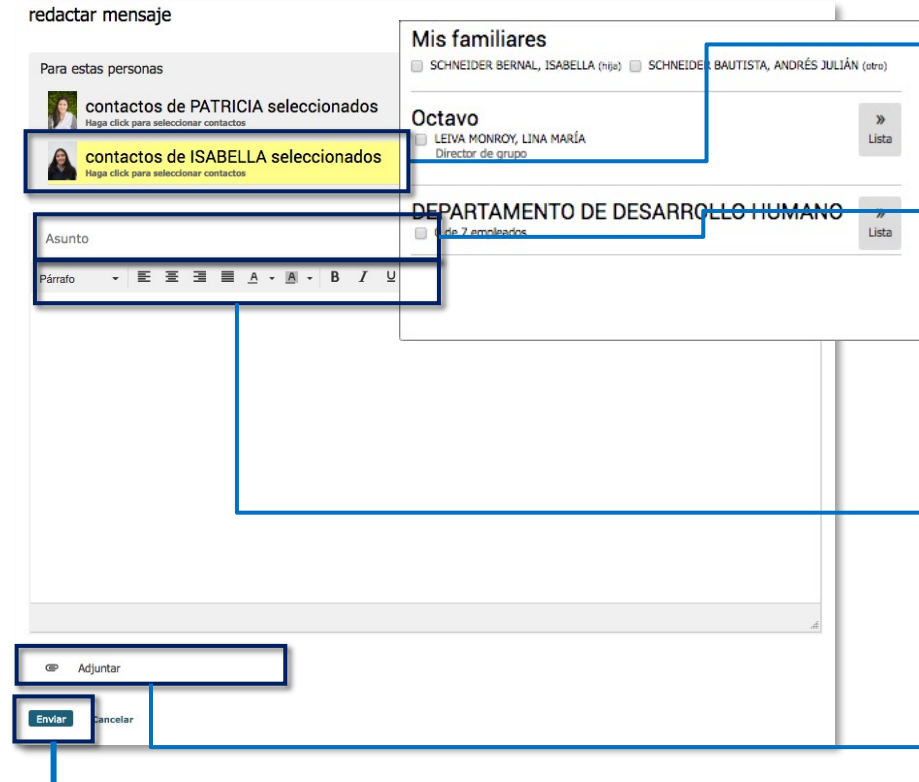 redactar mensaje
Para estas personas
contactos de PATRICIA seleccionados
Haga click para seleccionar contactos
contactos de ISABELLA seleccionados
Haga click para seleccionar contactos
Asunto
Párrafo A A B I U
Adjuntar
Enviar Cancelar
Mis familiares
SCHNEIDER BERNAL, ISABELLA (hija) SCHNEIDER BAUTISTA, ANDRÉS JULIÁN (otro)
Octavo
LEIVA MONROY, LINA MARÍA
Director de grupo
» Lista
DEPARTAMENTO DE DESARROLLO HUMANO
0 de 7 empleados
» Lista